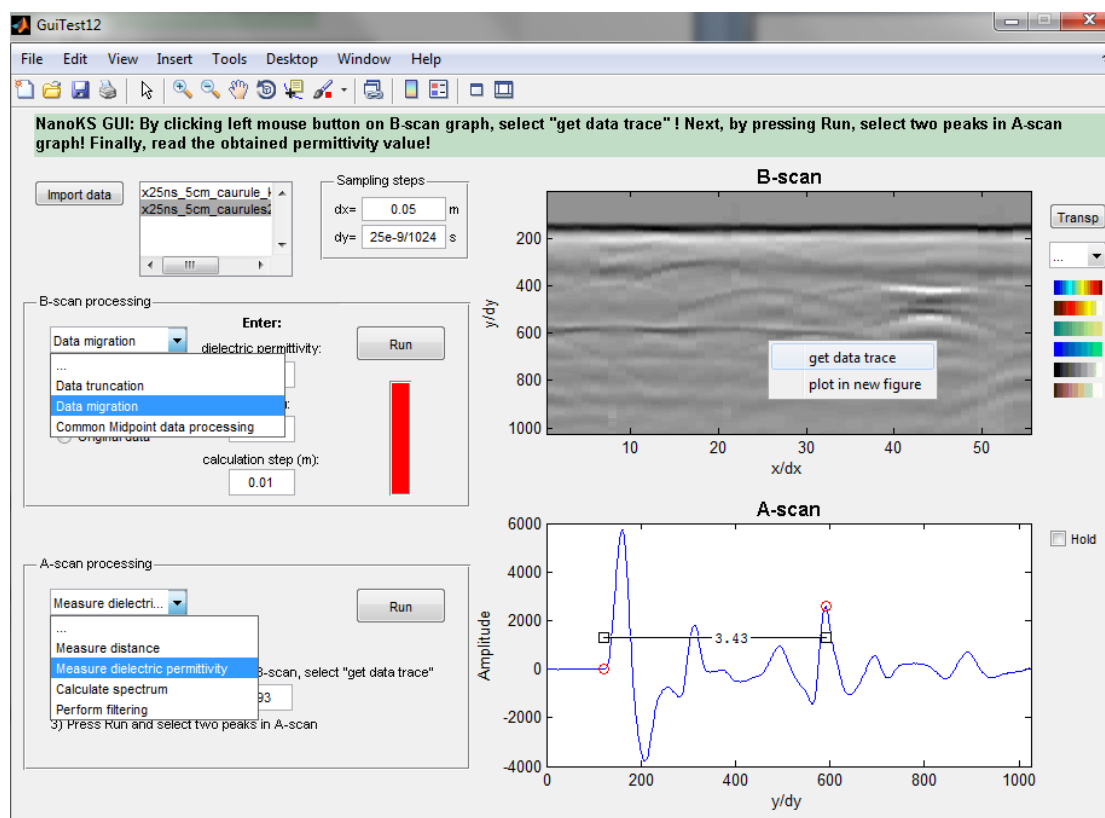 GuiTest12
File Edit View Insert Tools Desktop Window Help
NanoKS GUI: By clicking left mouse button on B-scan graph, select "get data trace" ! Next, by pressing Run, select two peaks in A-scan
graph! Finally, read the obtained permittivity value!
Import data
x25ns_5cm_caurule_k
x25ns_5cm_caurules2
Sampling steps
dx= 0.05 m
dy= 25e-9/1024 s
B-scan processing
Data migration
Enter:
dielectric permittivity:
Run
...
Data truncation
Data migration
Common Midpoint data processing
Original data
calculation step (m):
0.01
A-scan processing
Measure dielectri...
Run
...
Measure distance
Measure dielectric permittivity
Calculate spectrum
Perform filtering
B-scan, select "get data trace"
93
3) Press Run and select two peaks in A-scan
B-scan
200
400
600
800
1000
y/dy
10 20 30 40 50
x/dx
get data trace
plot in new figure
Transp
...
A-scan
6000
4000
2000
0
-2000
-4000
Amplitude
3.43
0 200 400 600 800 1000
y/dy
Hold